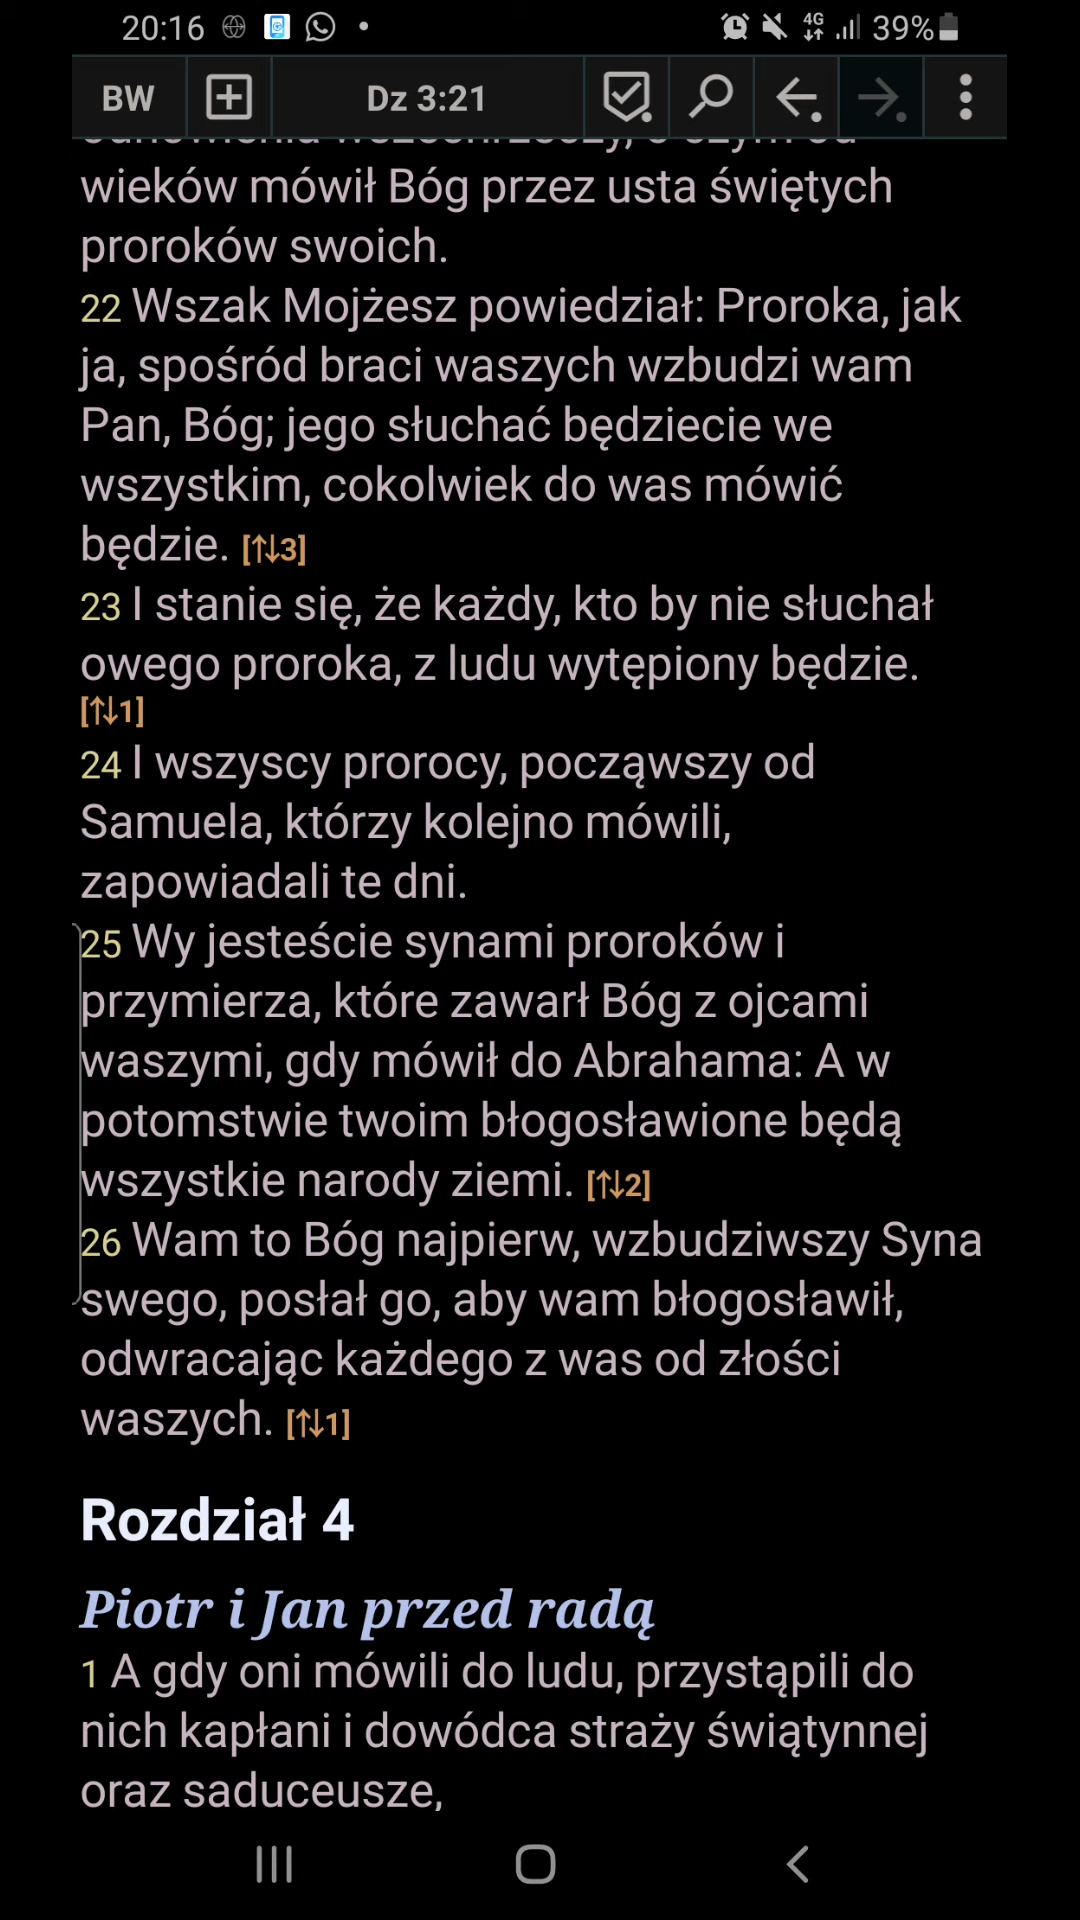 20:16
4G
39%
BW
Dz 3:21
wieków mówił Bóg przez usta świętych
proroków swoich.
22 Wszak Mojżesz powiedział: Proroka, jak
ja, spośród braci waszych wzbudzi wam
Pan, Bóg; jego słuchać będziecie we
wszystkim, cokolwiek do was mówić
będzie. [↑↓3]
23 I stanie się, że każdy, kto by nie słuchał
owego proroka, z ludu wytępiony będzie.
[↑↓1]
24 I wszyscy prorocy, począwszy od
Samuela, którzy kolejno mówili,
zapowiadali te dni.
25 Wy jesteście synami proroków i
przymierza, które zawarł Bóg z ojcami
waszymi, gdy mówił do Abrahama: A w
potomstwie twoim błogosławione będą
wszystkie narody ziemi. [↑↓2]
26 Wam to Bóg najpierw, wzbudziwszy Syna
swego, posłał go, aby wam błogosławił,
odwracając każdego z was od złości
waszych. [↑↓1]
Rozdział 4
Piotr i Jan przed radą
1 A gdy oni mówili do ludu, przystąpili do
nich kapłani i dowódca straży świątynnej
oraz saduceusze,